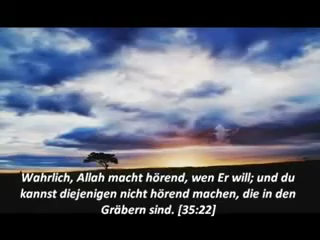 Wahrlich, Allah macht hörend, wen Er will; und du
kannst diejenigen nicht hörend machen, die in den
Gräbern sind. [35:22]